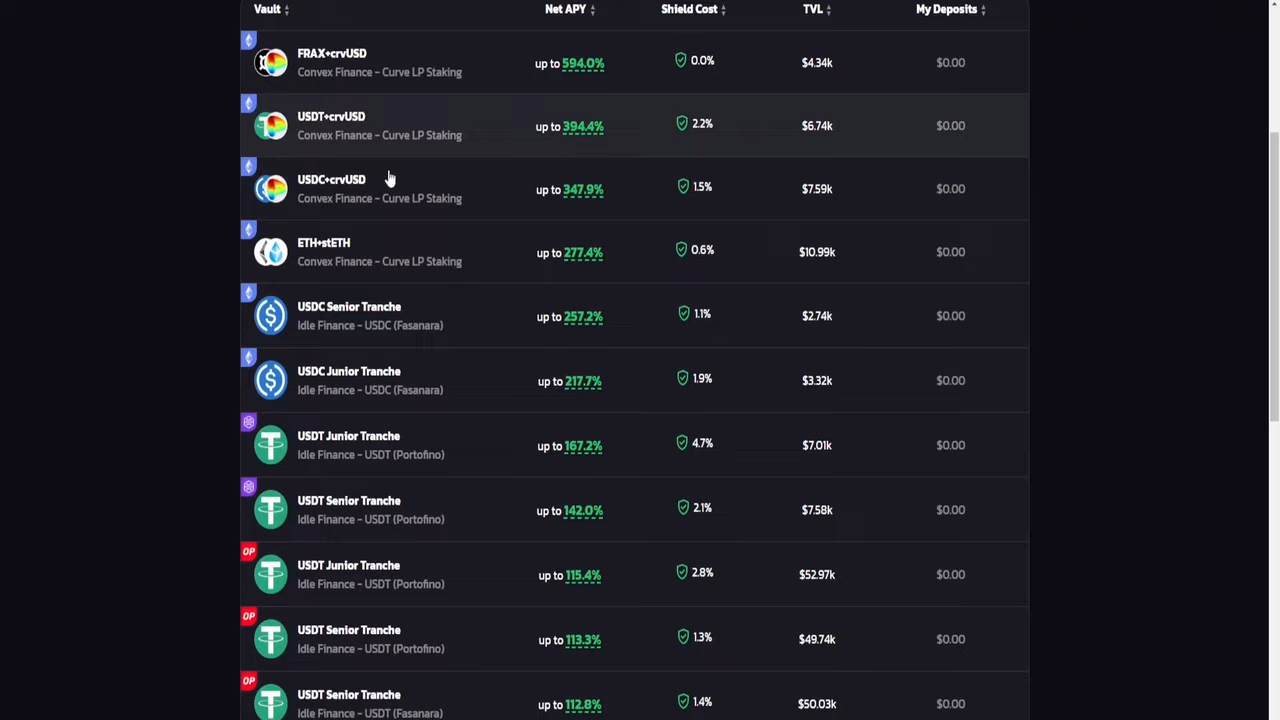 Vault Net APY Shield Cost TVL My Deposits
FRAX+crvUSD
Convex Finance - Curve LP Staking
up to 594.0% 0.0% $4.34k $0.00
USDT+crvUSD
Convex Finance - Curve LP Staking
up to 394.4% 2.2% $6.74k $0.00
USDC+crvUSD
Convex Finance - Curve LP Staking
up to 347.9% 1.5% $7.59k $0.00
ETH+stETH
Convex Finance - Curve LP Staking
up to 277.4% 0.6% $10.99k $0.00
USDC Senior Tranche
Idle Finance - USDC (Fasanara)
up to 257.2% 1.1% $2.74k $0.00
USDC Junior Tranche
Idle Finance - USDC (Fasanara)
up to 217.7% 1.9% $3.32k $0.00
USDT Junior Tranche
Idle Finance - USDT (Portofino)
up to 167.2% 4.7% $7.01k $0.00
USDT Senior Tranche
Idle Finance - USDT (Portofino)
up to 142.0% 2.1% $7.58k $0.00
OP
USDT Junior Tranche
Idle Finance - USDT (Portofino)
up to 115.4% 2.8% $52.97k $0.00
OP
USDT Senior Tranche
Idle Finance - USDT (Portofino)
up to 113.3% 1.3% $49.74k $0.00
OP
USDT Senior Tranche
Idle Finance - USDT (Fasanara)
up to 112.8% 1.4% $50.03k $0.00